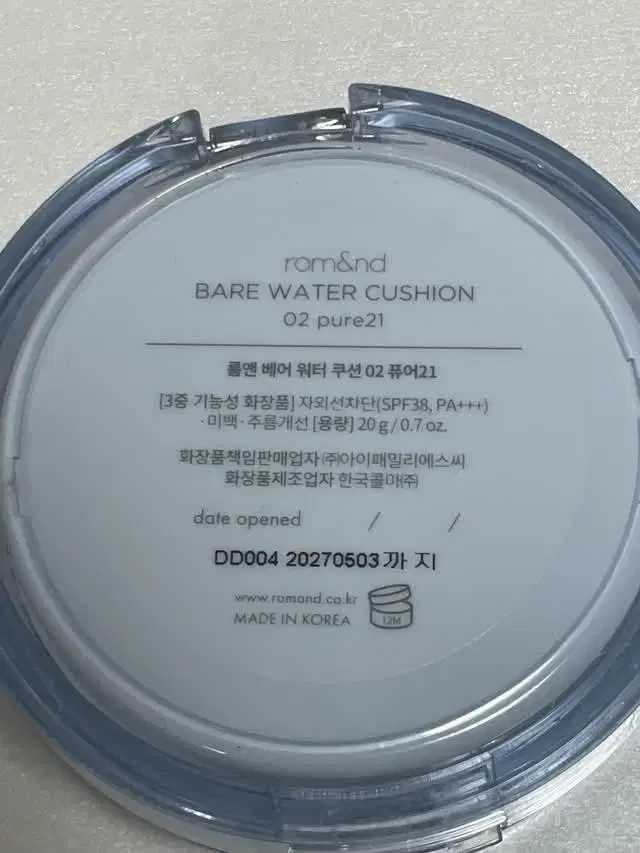 rom&nd
BARE WATER CUSHION
02 pure21
롬앤 베어 워터 쿠션 02 퓨어21
[3중 기능성 화장품] 자외선차단(SPF38, PA+++)
·미백·주름개선 [용량] 20 g / 0.7 oz.
화장품책임판매업자 ㈜아이패밀리에스씨
화장품제조업자 한국콜마㈜
date opened / /
DD004 20270503까지
www.romand.co.kr
MADE IN KOREA
12M